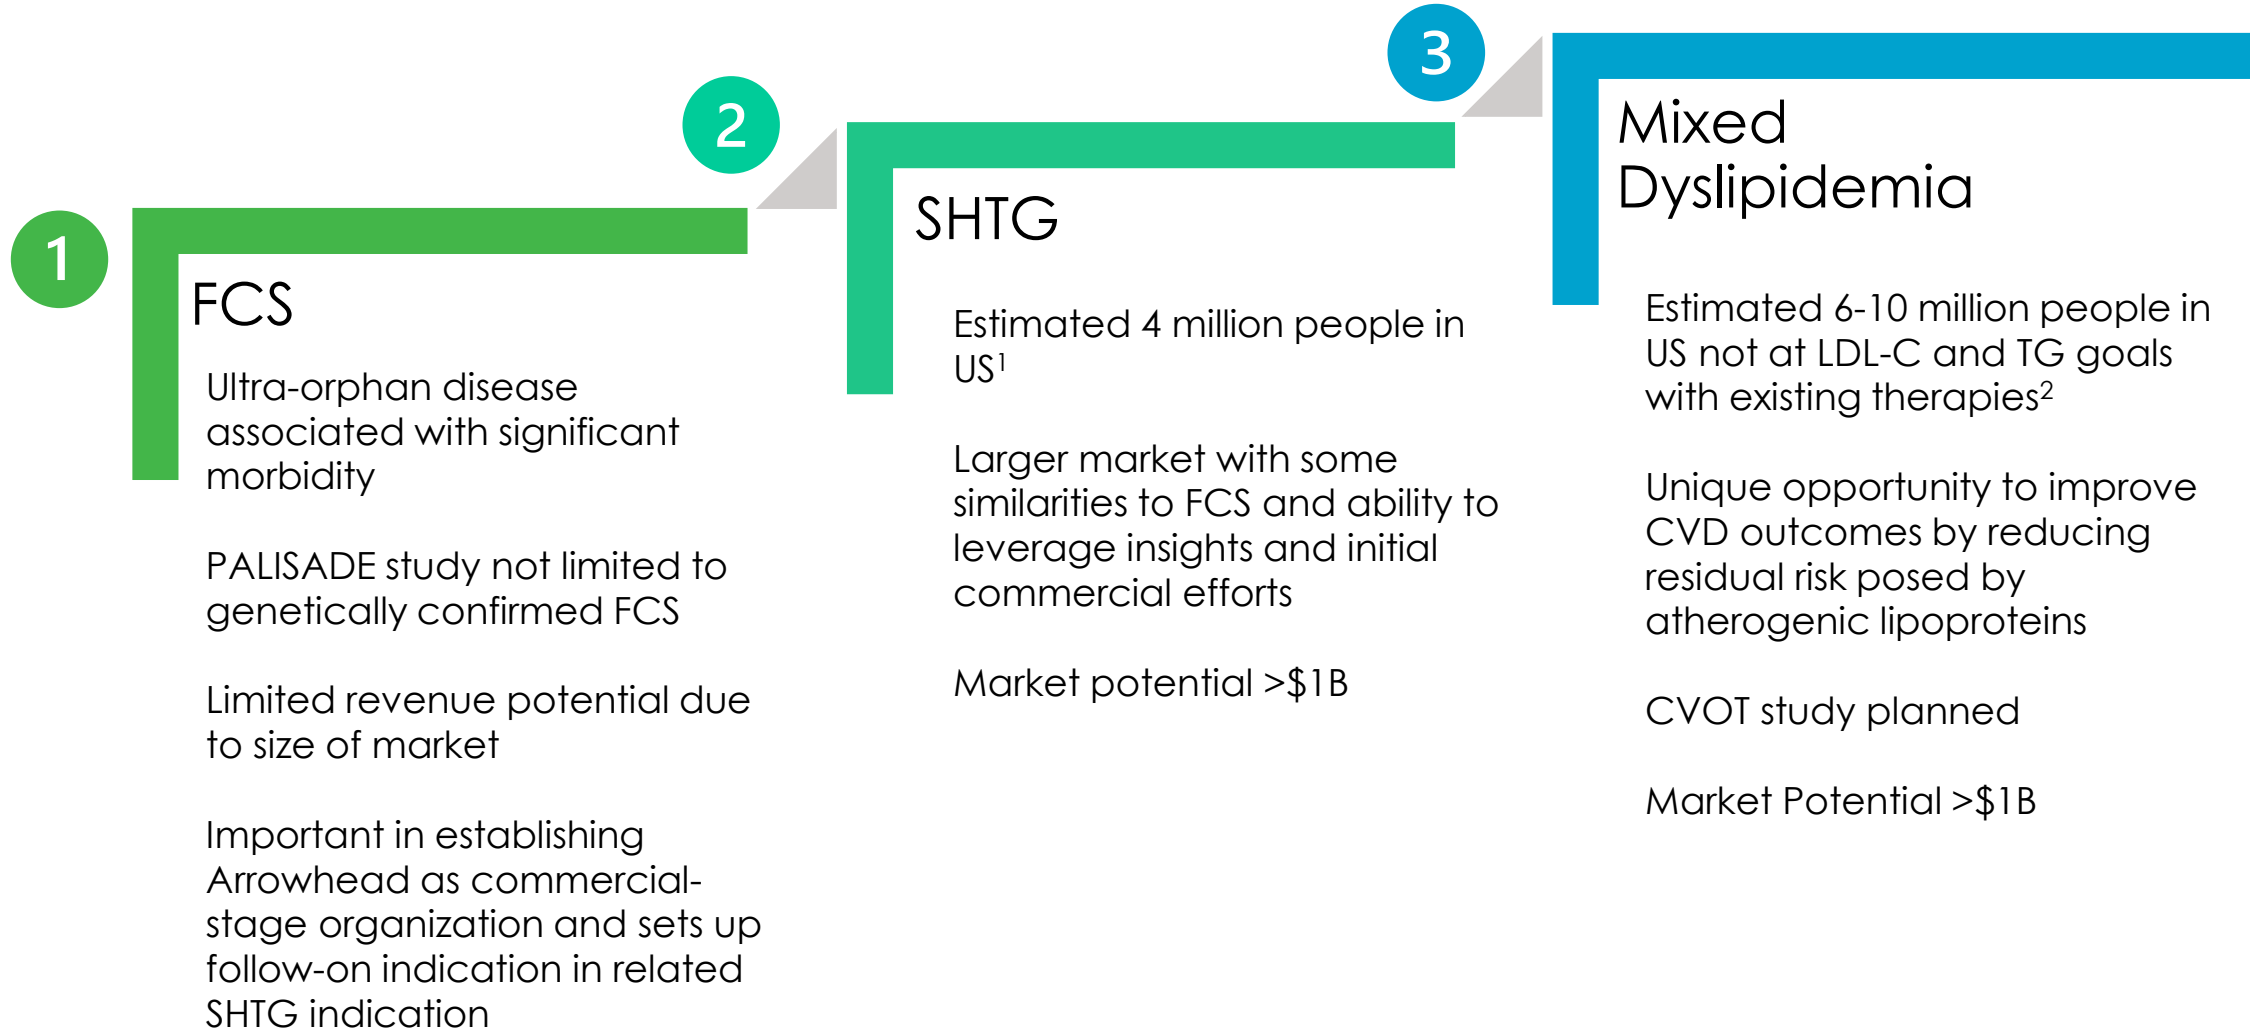 1
FCS
Ultra-orphan disease
associated with significant
morbidity
PALISADE study not limited to
genetically confirmed FCS
Limited revenue potential due
to size of market
Important in establishing
Arrowhead as commercial-
stage organization and sets up
follow-on indication in related
SHTG indication
2
SHTG
Estimated 4 million people in
US¹
Larger market with some
similarities to FCS and ability to
leverage insights and initial
commercial efforts
Market potential >$1B
3
Mixed
Dyslipidemia
Estimated 6-10 million people in
US not at LDL-C and TG goals
with existing therapies²
Unique opportunity to improve
CVD outcomes by reducing
residual risk posed by
atherogenic lipoproteins
CVOT study planned
Market Potential >$1B